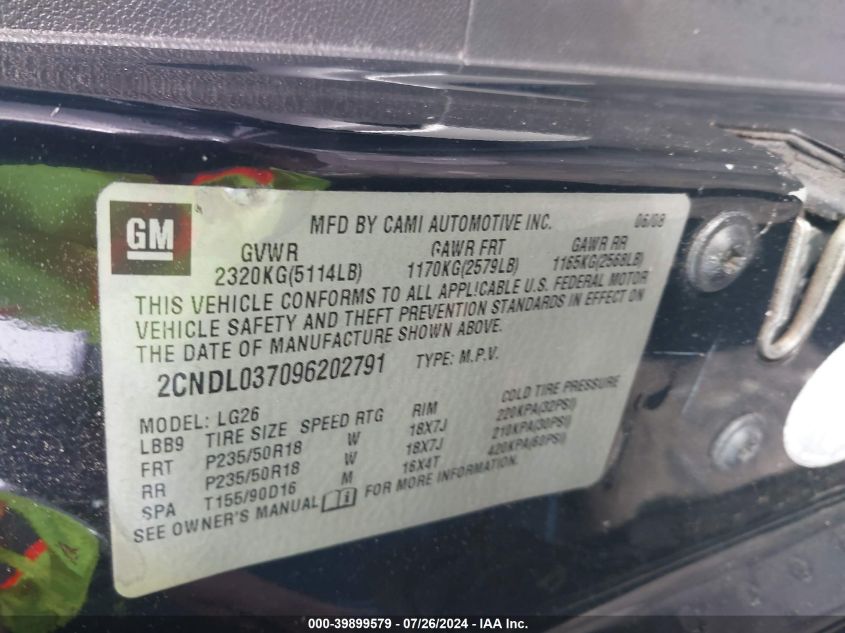 GM
MFD BY CAMI AUTOMOTIVE INC. 06/08
GVWR GAWR FRT GAWR RR
2320KG(5114LB) 1170KG(2579LB) 1165KG(2568LB)
THIS VEHICLE CONFORMS TO ALL APPLICABLE U.S. FEDERAL MOTOR
VEHICLE SAFETY AND THEFT PREVENTION STANDARDS IN EFFECT ON
THE DATE OF MANUFACTURE SHOWN ABOVE.
2CNDL037096202791 TYPE: M.P.V.
MODEL: LG26
LBB9 TIRE SIZE SPEED RTG RIM COLD TIRE PRESSURE
FRT P235/50R18 W 18X7J 220KPA(32PSI)
RR P235/50R18 W 18X7J 210KPA(30PSI)
SPA T155/90D16 M 16X4T 420KPA(60PSI)
SEE OWNER'S MANUAL FOR MORE INFORMATION.
000-39899579 / 07/26/2024 / IAA Inc.